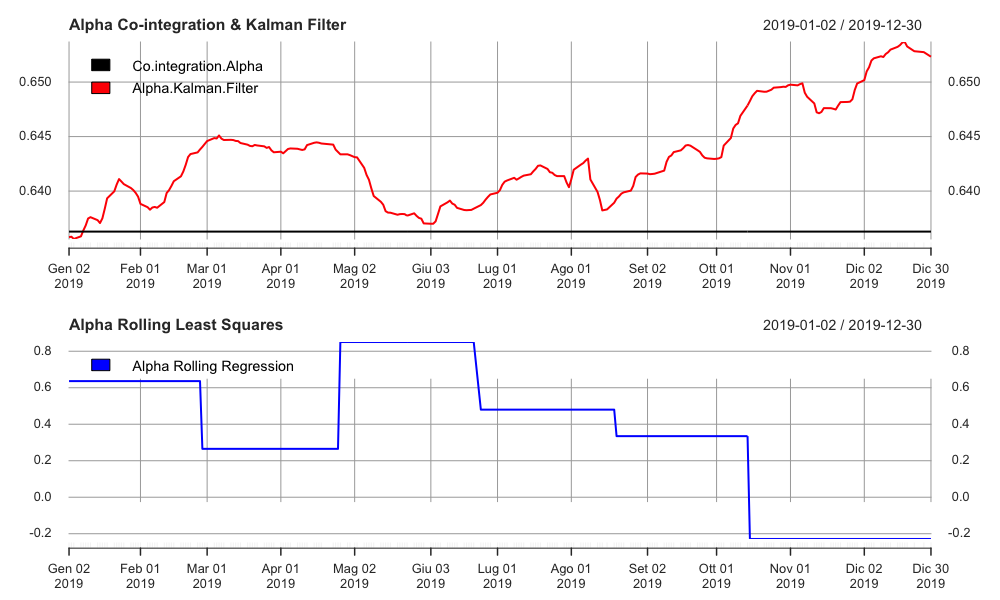 Alpha Co-integration & Kalman Filter 2019-01-02 / 2019-12-30
Co.integration.Alpha
Alpha.Kalman.Filter
0.650 0.650
0.645 0.645
0.640 0.640
Gen 02 Feb 01 Mar 01 Apr 01 Mag 02 Giu 03 Lug 01 Ago 01 Set 02 Ott 01 Nov 01 Dic 02 Dic 30
2019 2019 2019 2019 2019 2019 2019 2019 2019 2019 2019 2019 2019
Alpha Rolling Least Squares 2019-01-02 / 2019-12-30
0.8 0.8
Alpha Rolling Regression
0.6 0.6
0.4 0.4
0.2 0.2
0.0 0.0
-0.2 -0.2
Gen 02 Feb 01 Mar 01 Apr 01 Mag 02 Giu 03 Lug 01 Ago 01 Set 02 Ott 01 Nov 01 Dic 02 Dic 30
2019 2019 2019 2019 2019 2019 2019 2019 2019 2019 2019 2019 2019